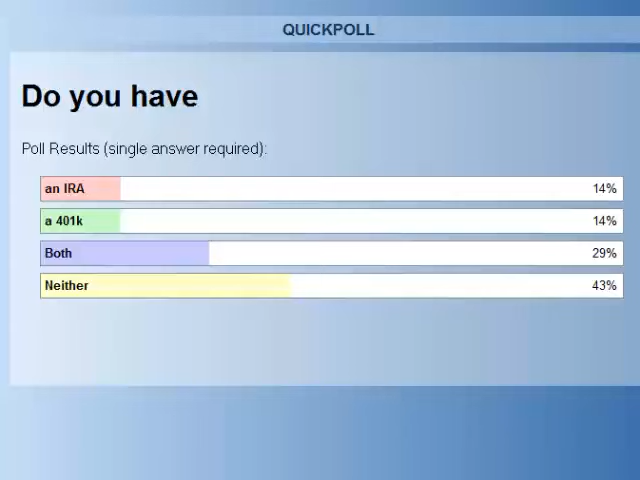 QUICKPOLL
Do you have
Poll Results (single answer required):
an IRA 14%
a 401k 14%
Both 29%
Neither 43%